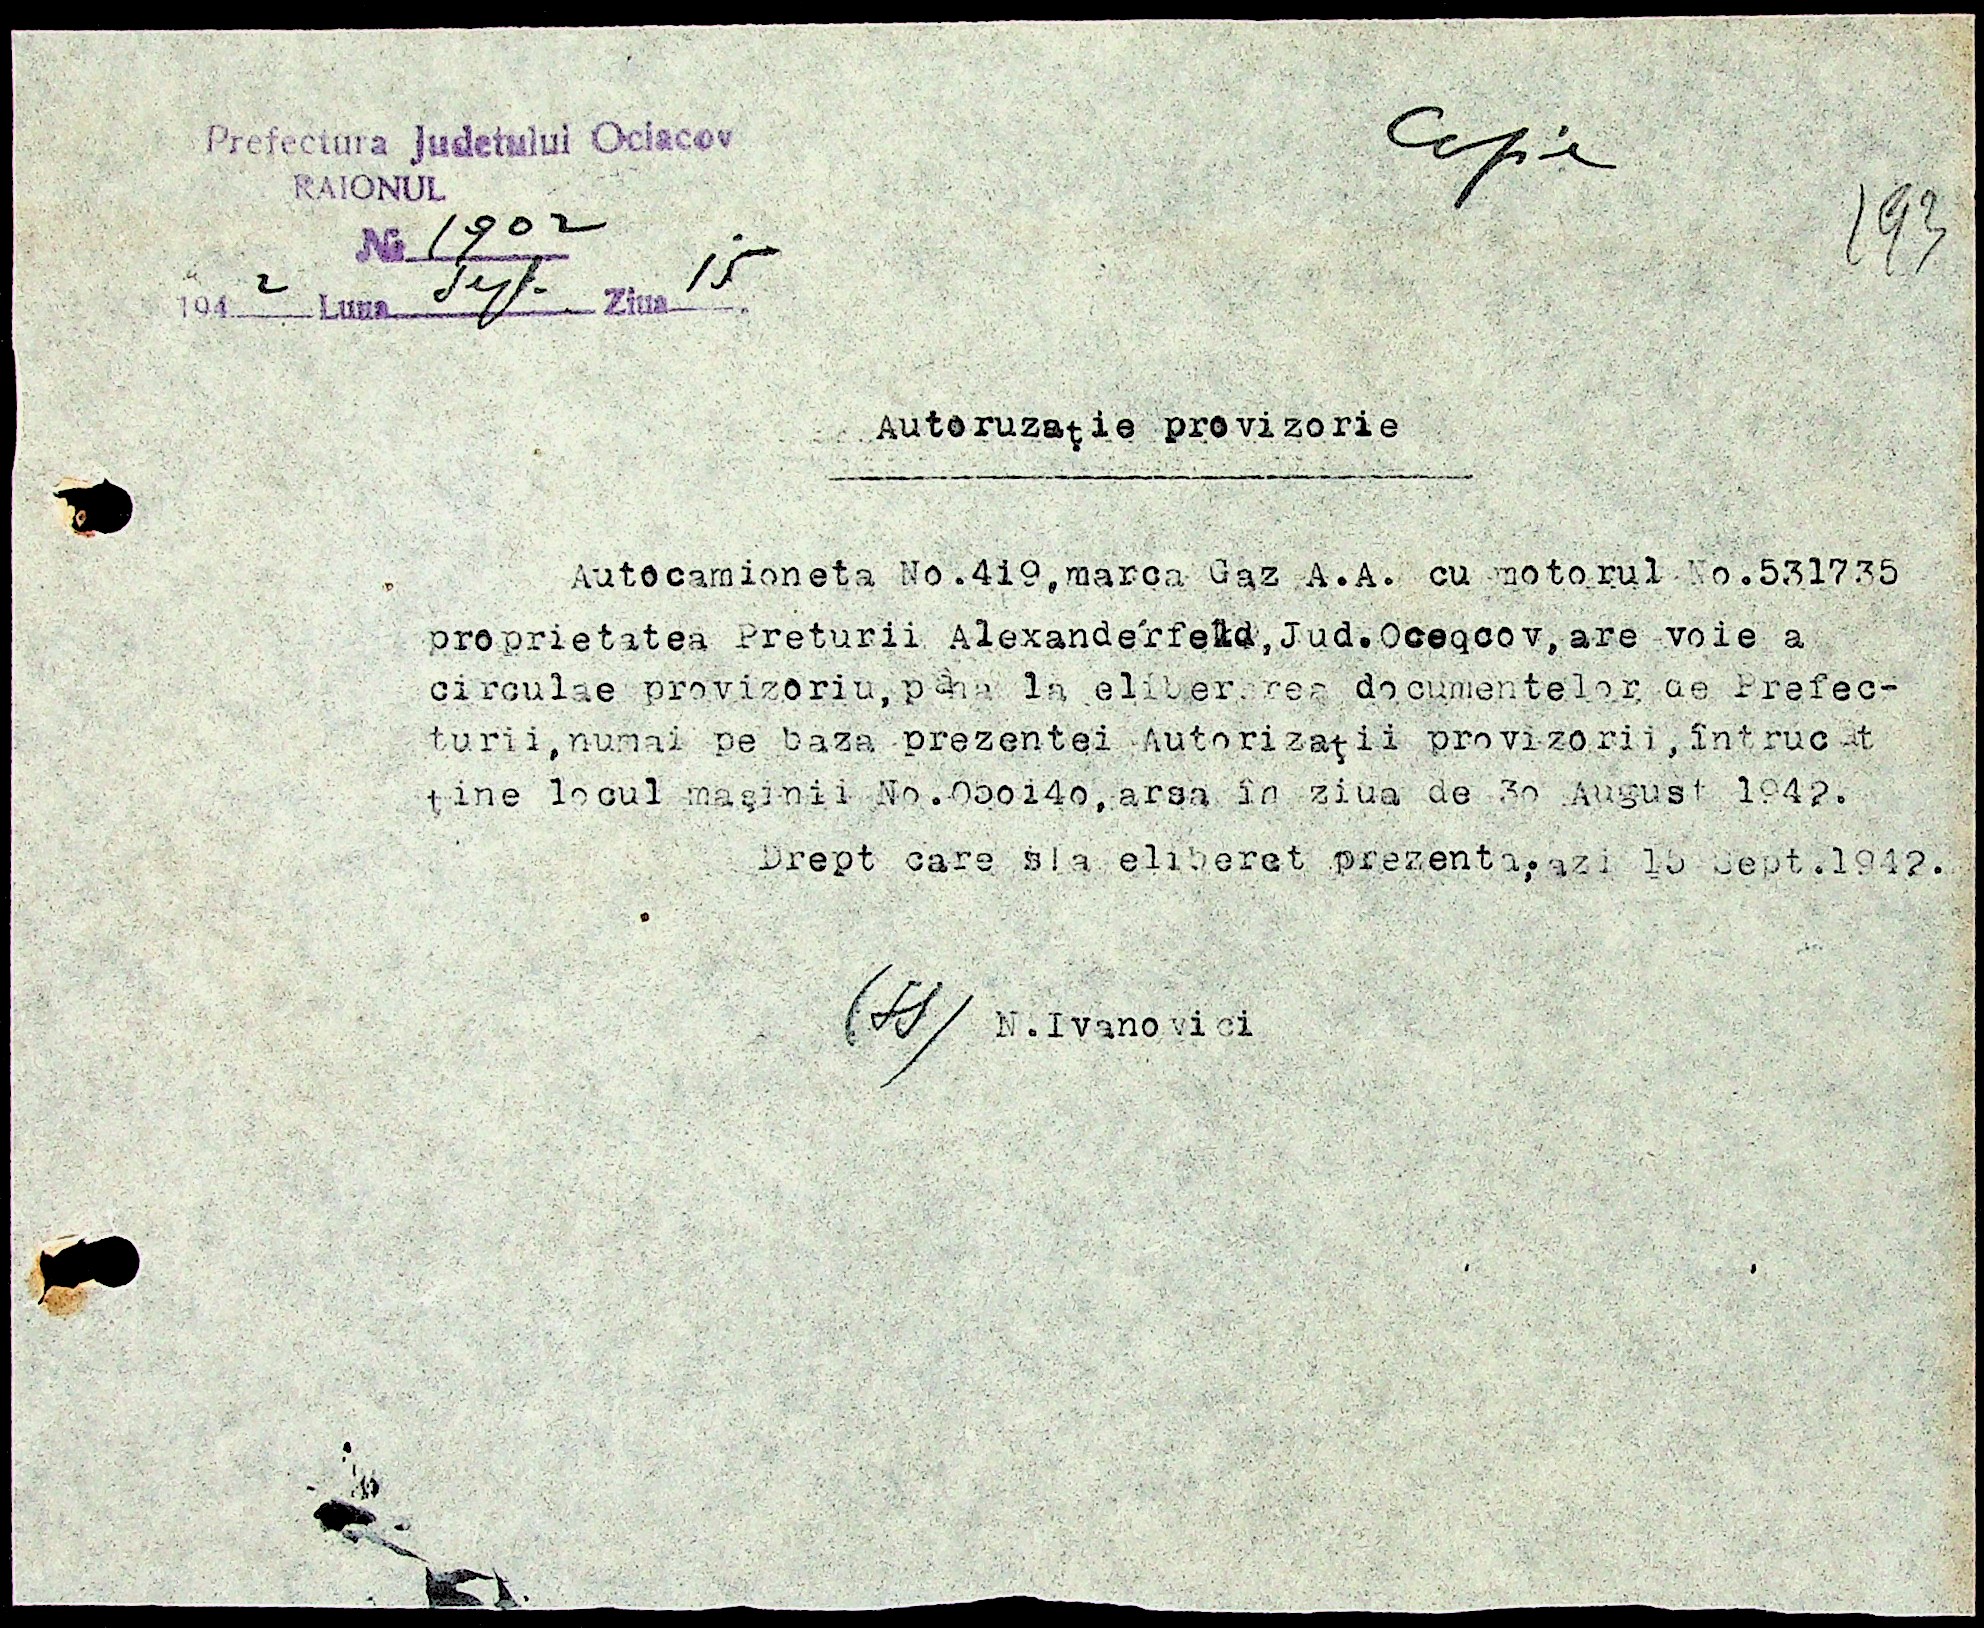 Prefectura Judetului Ociacov
RAIONUL
Copie
193
№ 1902
1942 Luna Sept. Ziua 15.
Autoruzaţie provizorie
Autocamioneta No.4i9,marca Gaz A.A. cu motorul No.531735
proprietatea Preturii Alexanderfeld,Jud.Oceqcov,are voie a
circulae provizoriu,până la eliberarea documentelor de Prefec-
turii,numai pe baza prezentei Autorizaţii provizorii,întrucât
ţine locul maşinii No.0boi4o,arsa în ziua de 3o August 1942.
Drept care s!a eliberat prezenta,azi 15 Sept.1942.
(ss) N.Ivanovici